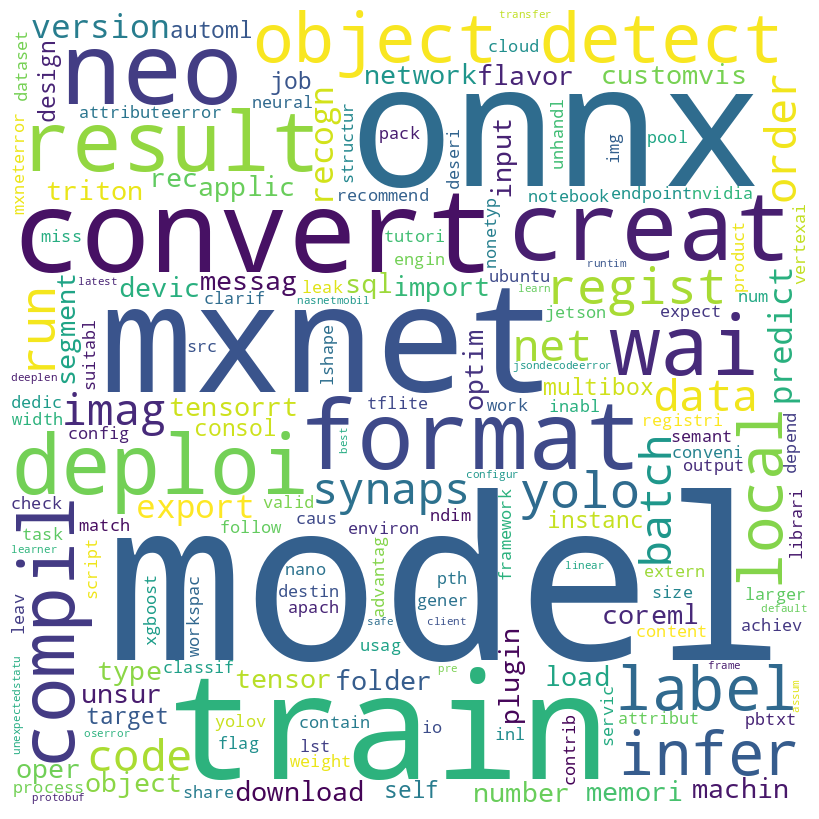 transfer
version automl
object detect
cloud
dataset
design
neo
job
network flavor
customvis
neural
attributeerror
result
recogn
structur
pack
deseri
input
unhandl
img
pool
order
onnx
mxneterror
triton
rec applic
recommend
notebook
endpoint nvidia
convert
creat
nonetyp
product
vertexai
miss
tutori
engin
runtim
latest
devic
messag
clarif
leak
sql import
ubuntu
learn
regist
num
nasnetmobil
run
segment
suitabl
src
mxnet
lshape
optim
net
jetson
expect
wai
predict
deeplen
jsondecodeerror
dedic
width
config
imag
tensorrt
consol
tflite
work
inabl
multibox
data
registri
semant
conveni
output
depend
librari
best
format
configur
deploi
synaps
yolo
batch
local
export
valid
check
match
task
learner
leav
script
follow
caus
environ
ndim
framework
instanc
linear
extern
larger
default
compil
xgboost
workspac
nano
destin
apach
advantag
pth
gener
safe
client
size
coreml
content
achiev
model
usag
frame
type
classif
tensor
folder
pre
plugin
load
label
unsur
target
train
servic
attribut
pbtxt
assum
unexpectedstatu
oserror
yolov
flag
contain
lst
weight
io
inl
contrib
code
infer
oper
process
object
protobuf
share
download
self
number
memori
machin